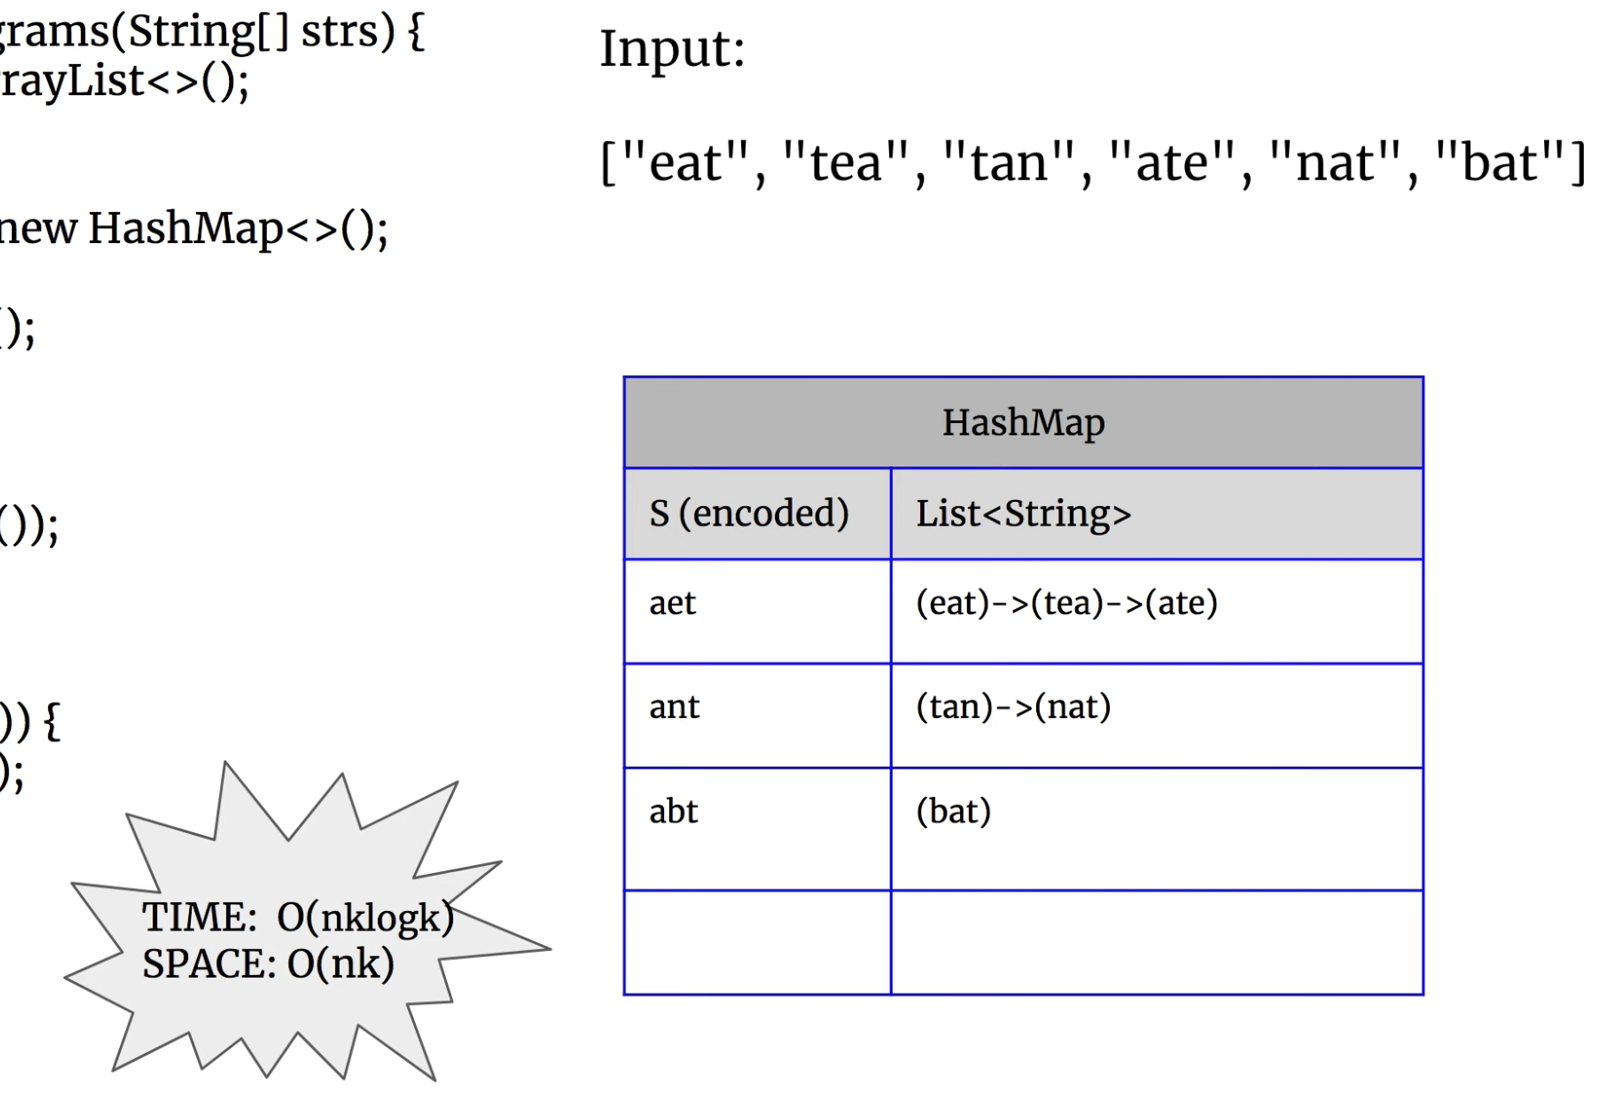 grams(String[] strs) {
rrayList<>();
new HashMap<>();
();
());
)) {
);
TIME: O(nklogk)
SPACE: O(nk)
Input:
["eat", "tea", "tan", "ate", "nat", "bat"]
HashMap
S (encoded) List<String>
aet (eat)->(tea)->(ate)
ant (tan)->(nat)
abt (bat)